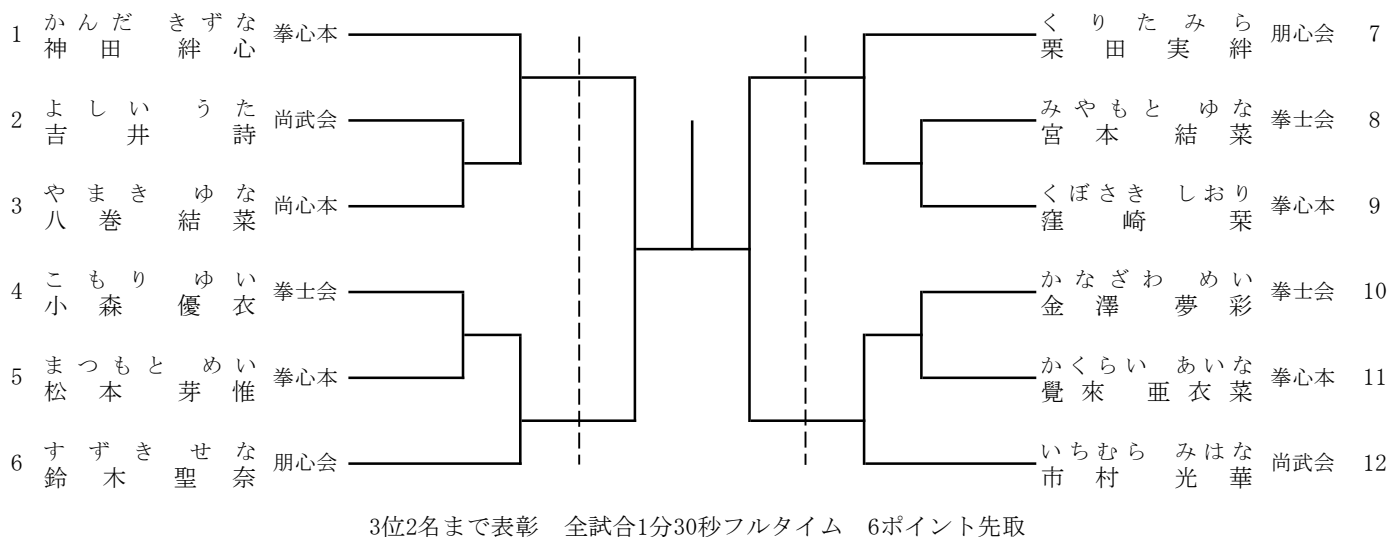 かんだ きずな
1 神田 絆心 拳心本
よしい うた
2 吉井 詩 尚武会
やまき ゆな
3 八巻 結菜 尚心本
こもり ゆい
4 小森 優衣 拳士会
まつもと めい
5 松本 芽惟 拳心本
すずき せな
6 鈴木 聖奈 朋心会
くりた みら
栗田 実絆 朋心会 7
みやもと ゆな
宮本 結菜 拳士会 8
くぼさき しおり
窪崎 栞 拳心本 9
かなざわ めい
金澤 夢彩 拳士会 10
かくらい あいな
覺來 亜衣菜 拳心本 11
いちむら みはな
市村 光華 尚武会 12
3位2名まで表彰 全試合1分30秒フルタイム 6ポイント先取